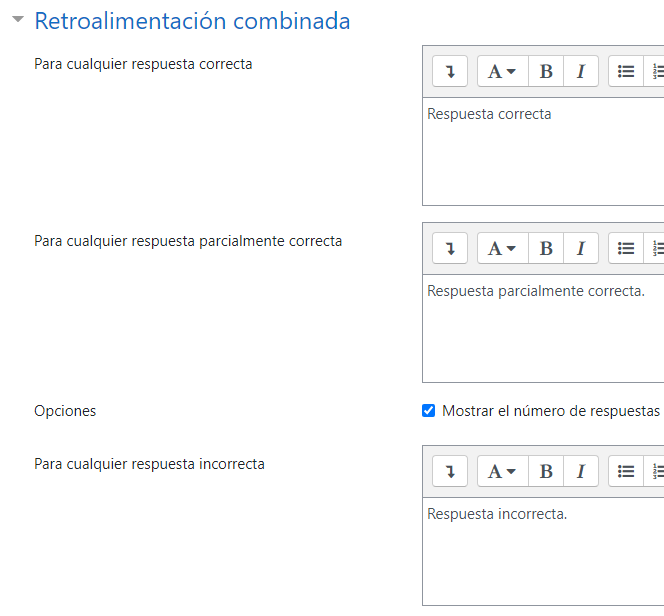 Retroalimentación combinada
Para cualquier respuesta correcta
A B I
Respuesta correcta
Para cualquier respuesta parcialmente correcta
A B I
Respuesta parcialmente correcta.
Opciones
Mostrar el número de respuestas
Para cualquier respuesta incorrecta
A B I
Respuesta incorrecta.